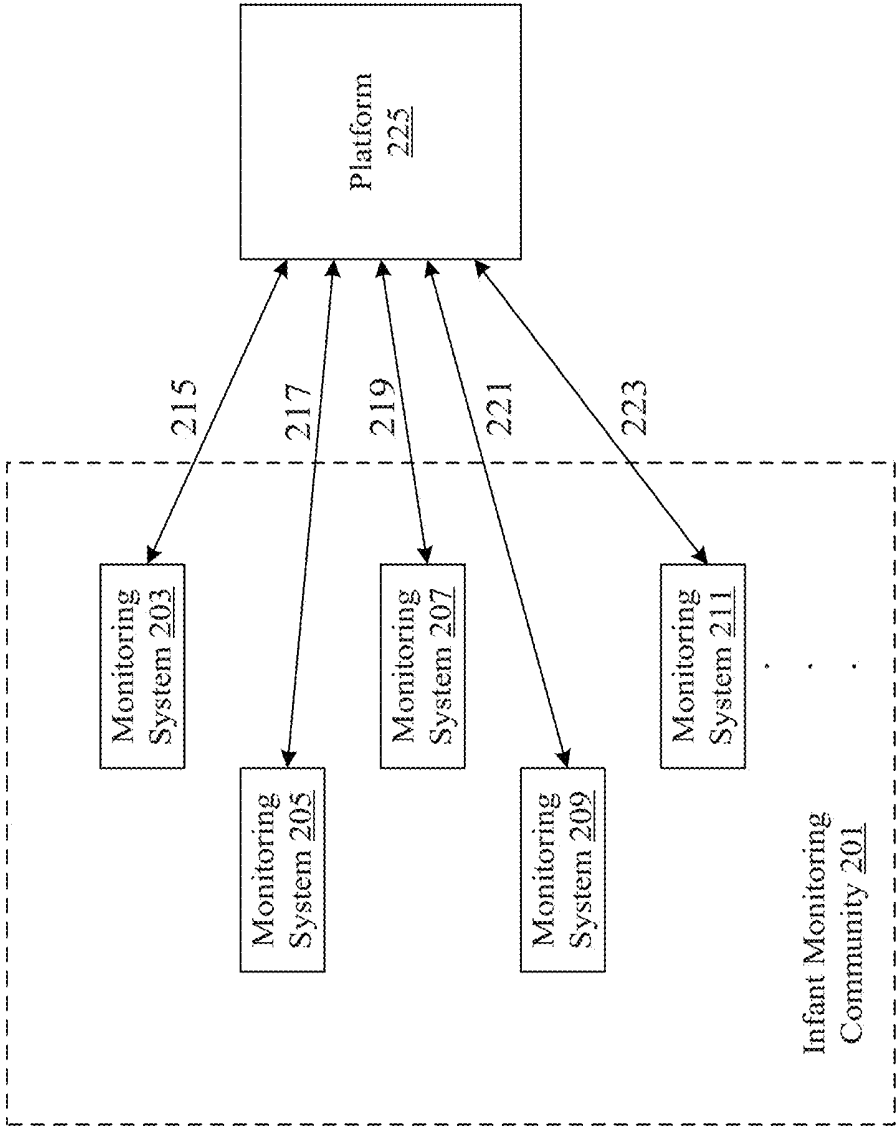 Monitoring
System 203
Monitoring
System 205
Monitoring
System 207
Monitoring
System 209
Monitoring
System 211
.
.
.
Infant Monitoring
Community 201
215
217
219
221
223
Platform
225